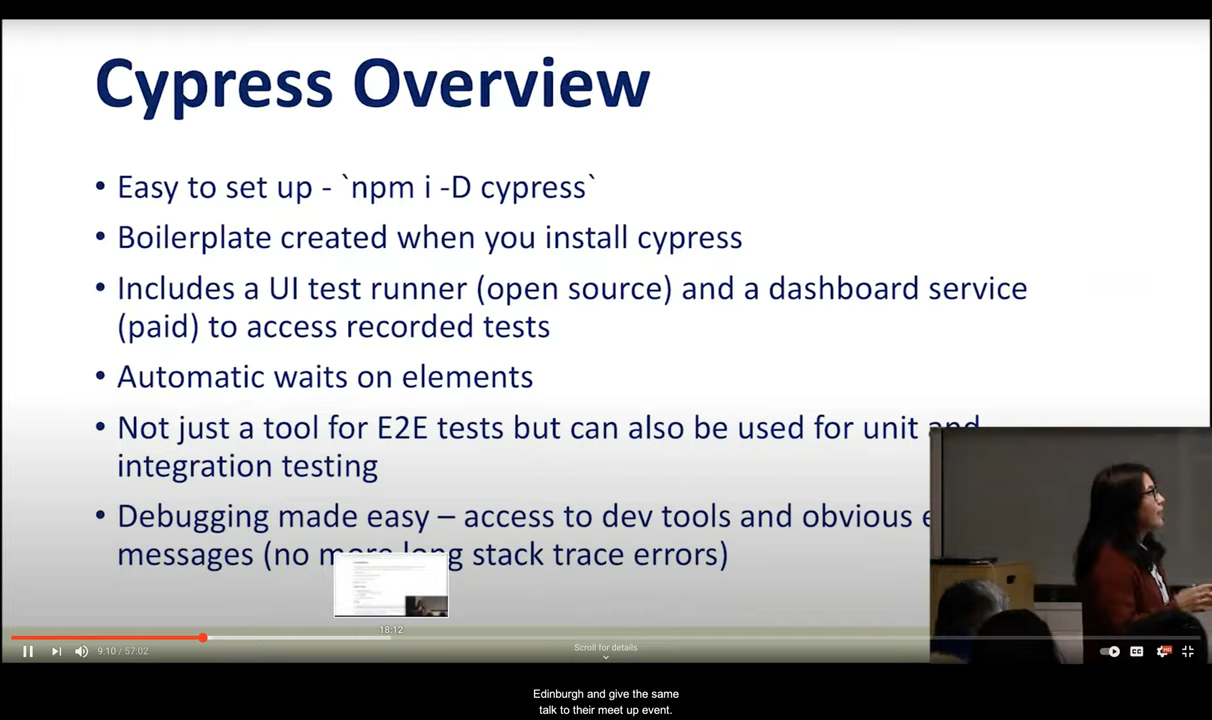 Cypress Overview
• Easy to set up - `npm i -D cypress`
• Boilerplate created when you install cypress
• Includes a UI test runner (open source) and a dashboard service
(paid) to access recorded tests
• Automatic waits on elements
• Not just a tool for E2E tests but can also be used for unit and
integration testing
• Debugging made easy – access to dev tools and obvious e
messages (no more long stack trace errors)
18:12
9:10 / 57:02
Scroll for details
CC
HD
Edinburgh and give the same
talk to their meet up event.